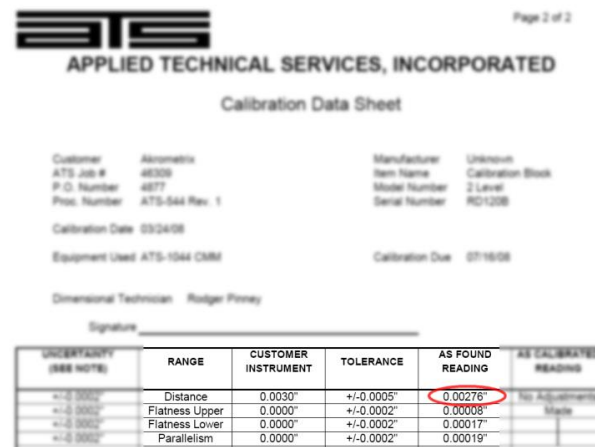 Page 2 of 2
ATS
APPLIED TECHNICAL SERVICES, INCORPORATED
Calibration Data Sheet
Customer Akrometrix Manufacturer Unknown
ATS Job # 46309 Item Name Calibration Block
P.O. Number 4877 Model Number 2 Level
Proc. Number ATS-544 Rev. 1 Serial Number RD120B
Calibration Date 03/24/08
Equipment Used ATS-1044 CMM Calibration Due 07/16/08
Dimensional Technician Rodger Pinney
Signature
UNCERTAINTY (SEE NOTE) RANGE CUSTOMER INSTRUMENT TOLERANCE AS FOUND READING AS CALIBRATED READING
+/-0.0002" Distance 0.0030" +/-0.0005" 0.00276" No Adjustments
+/-0.0002" Flatness Upper 0.0000" +/-0.0002" 0.00008" Made
+/-0.0002" Flatness Lower 0.0000" +/-0.0002" 0.00017"
+/-0.0002" Parallelism 0.0000" +/-0.0002" 0.00019"